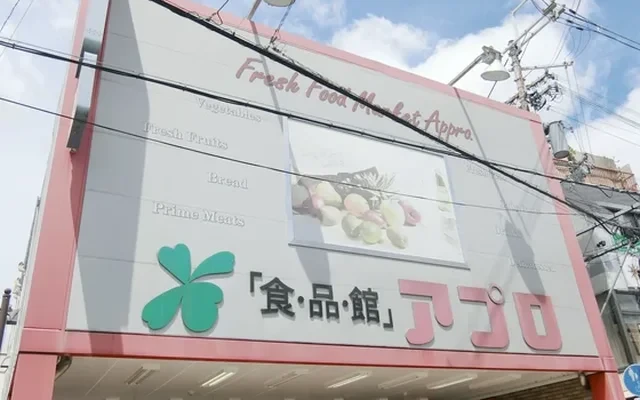 Fresh Food Market Appro
Vegetables
Fresh Fruits
Bread
Prime Meats
「食・品・館」アプロ